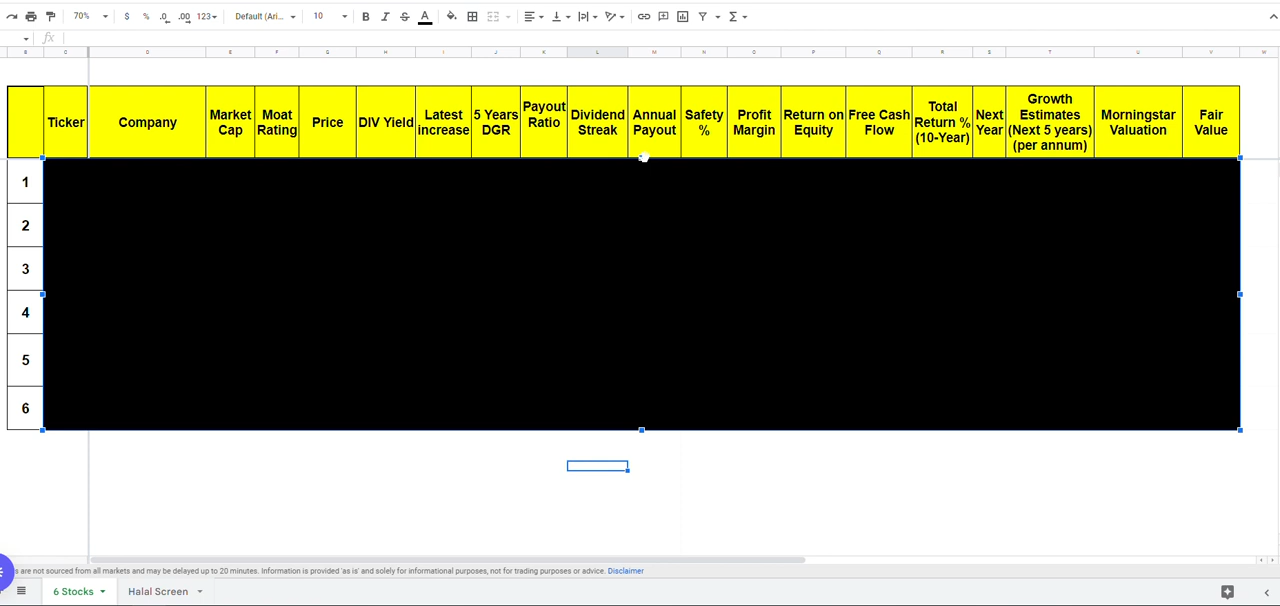 70% $ % .0 .00 123 Default (Ari... 10 B I S A
fx
B C D E F G H I J K L M N O P Q R S T U V W
Ticker
Company
Market
Cap
Moat
Rating
Price
DIV Yield
Latest
increase
5 Years
DGR
Payout
Ratio
Dividend
Streak
Annual
Payout
Safety
%
Profit
Margin
Return on
Equity
Free Cash
Flow
Total
Return %
(10-Year)
Next
Year
Growth
Estimates
(Next 5 years)
(per annum)
Morningstar
Valuation
Fair
Value
1
2
3
4
5
6
s are not sourced from all markets and may be delayed up to 20 minutes. Information is provided 'as is' and solely for informational purposes, not for trading purposes or advice. Disclaimer
6 Stocks Halal Screen